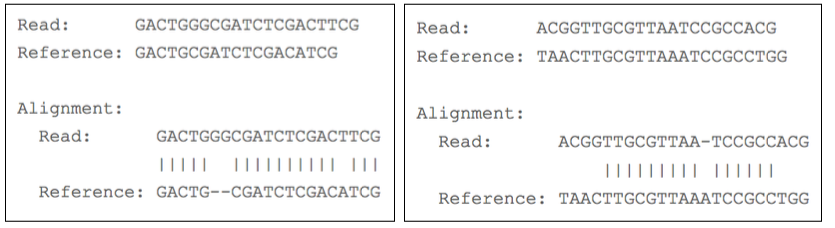 Read: GACTGGGCGATCTCGACTTCG
Reference: GACTGCGATCTCGACATCG
Alignment:
Read: GACTGGGCGATCTCGACTTCG
|||||  |||||||||| |||
Reference: GACTG--CGATCTCGACATCG
Read: ACGGTTGCGTTAATCCGCCACG
Reference: TAACTTGCGTTAAATCCGCCTGG
Alignment:
Read: ACGGTTGCGTTAA-TCCGCCACG
||||||||| ||||||
Reference: TAACTTGCGTTAAATCCGCCTGG